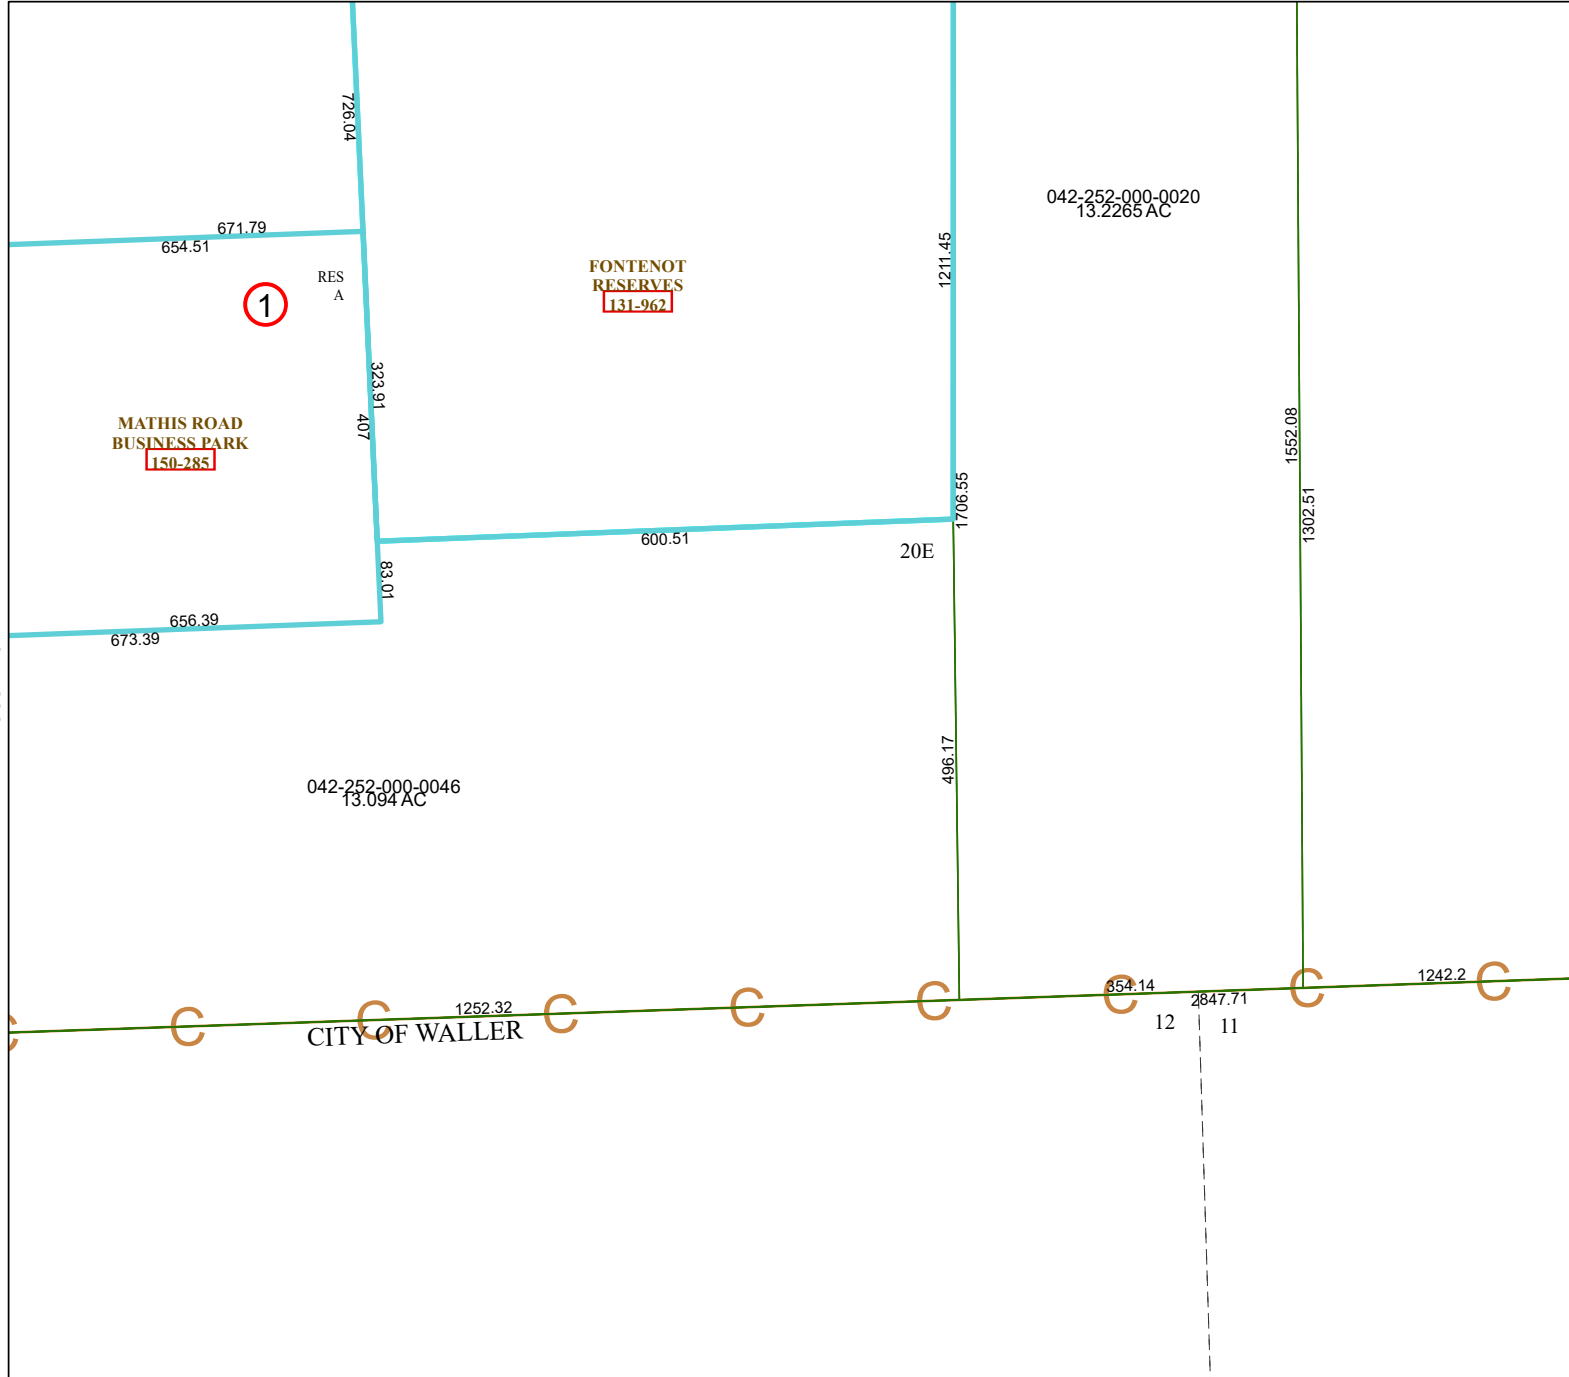 726.04
671.79
654.51
RES
A
1
FONTENOT
RESERVES
131-962
1211.45
042-252-000-0020
13.2265 AC
323.91
407
MATHIS ROAD
BUSINESS PARK
150-285
1552.08
1302.51
1706.55
600.51
20E
83.01
656.39
673.39
496.17
042-252-000-0046
13.094 AC
C
C
C
C
C
C
C
C
C
1252.32
354.14
2847.71
1242.2
CITY OF WALLER
12
11